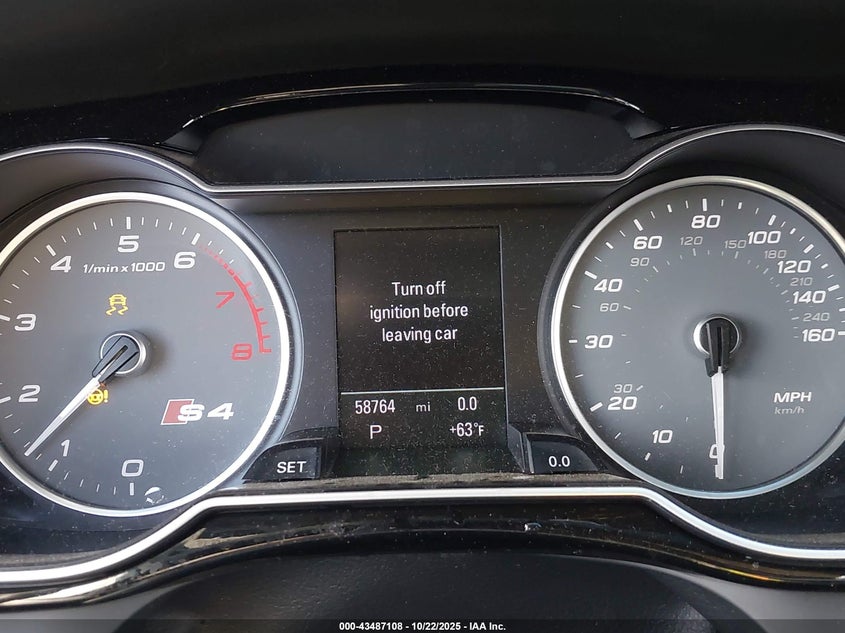 Turn off
ignition before
leaving car
58764 mi 0.0
P +63°F
SET
0.0
0
1
2
3
4
5
6
7
8
1/min x 1000
S4
0
10
20
30
40
60
80
100
120
140
160
30
60
90
120
150
180
210
240
MPH
km/h
000-43487108 - 10/22/2025 - IAA Inc.